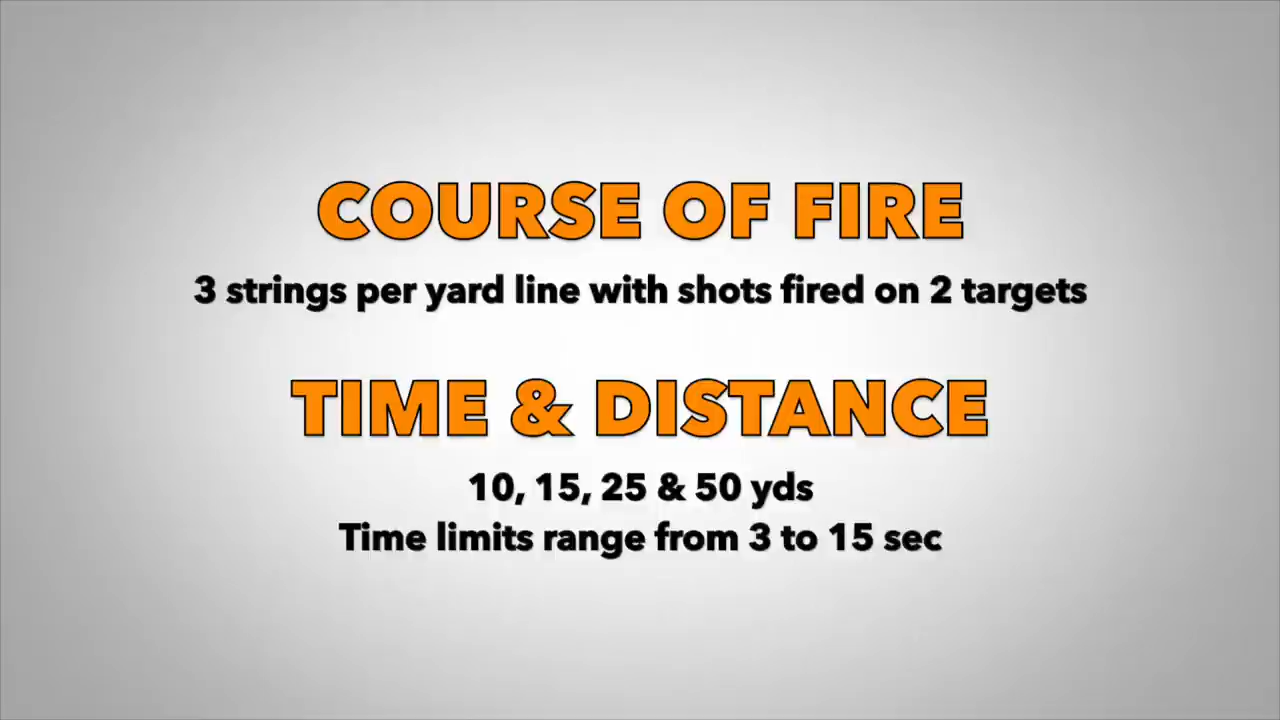 COURSE OF FIRE
3 strings per yard line with shots fired on 2 targets
TIME & DISTANCE
10, 15, 25 & 50 yds
Time limits range from 3 to 15 sec